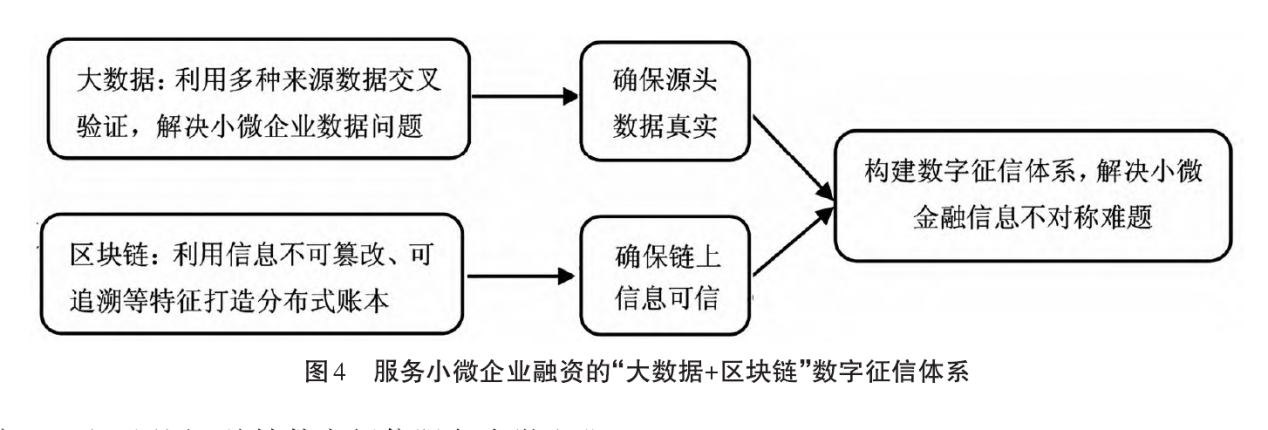 大数据：利用多种来源数据交叉
验证，解决小微企业数据问题
确保源头
数据真实
构建数字征信体系，解决小微
金融信息不对称难题
区块链：利用信息不可篡改、可
追溯等特征打造分布式账本
确保链上
信息可信
图4 服务小微企业融资的“大数据+区块链”数字征信体系